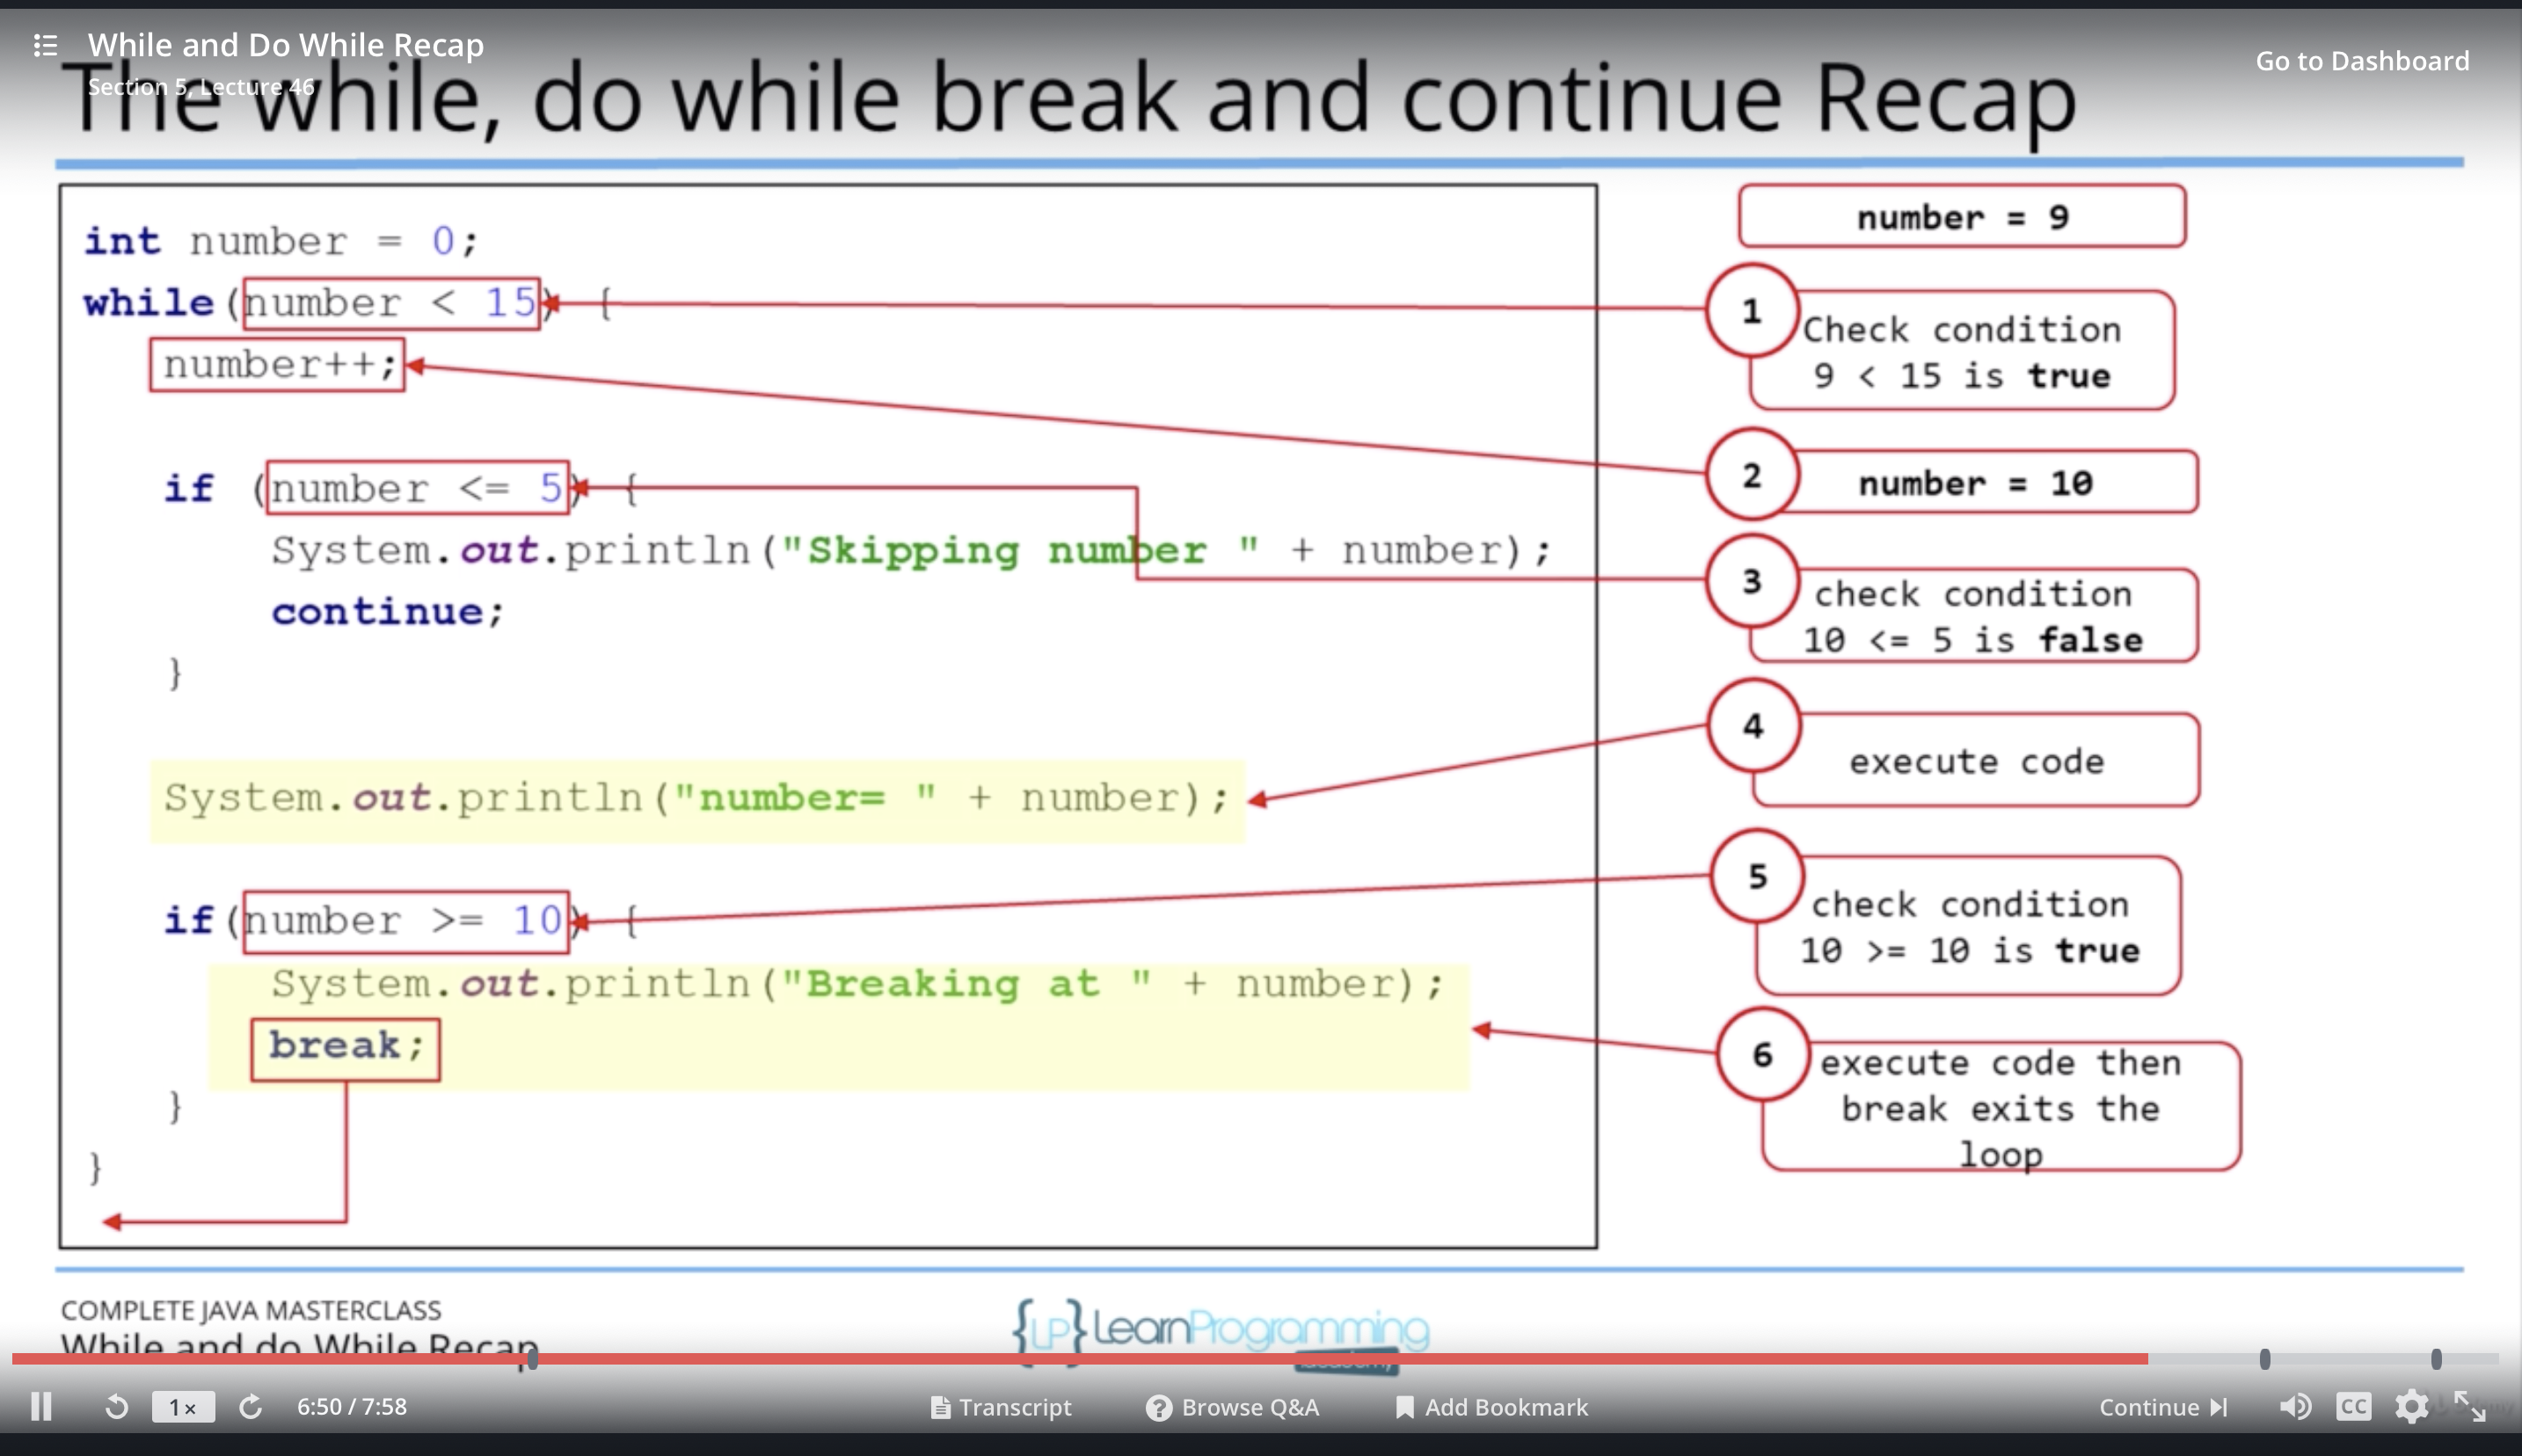 While and Do While Recap
Section 5, Lecture 46
Go to Dashboard
The while, do while break and continue Recap
int number = 0;
while(number < 15) {
number++;
if (number <= 5) {
System.out.println("Skipping number " + number);
continue;
}
System.out.println("number= " + number);
if(number >= 10) {
System.out.println("Breaking at " + number);
break;
}
}
number = 9
1
Check condition
9 < 15 is true
2
number = 10
3
check condition
10 <= 5 is false
4
execute code
5
check condition
10 >= 10 is true
6
execute code then
break exits the
loop
COMPLETE JAVA MASTERCLASS
While and do While Recap
{LP} LearnProgramming
1x
6:50 / 7:58
Transcript
? Browse Q&A
Add Bookmark
Continue
CC